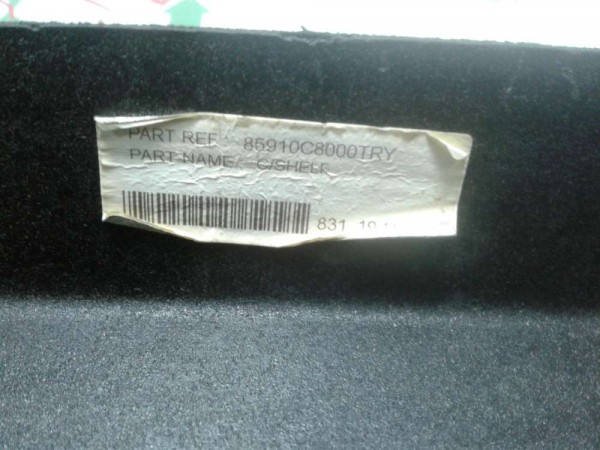 PART REF : 85910C8000TRY
PART NAME/ C/SHELF
831